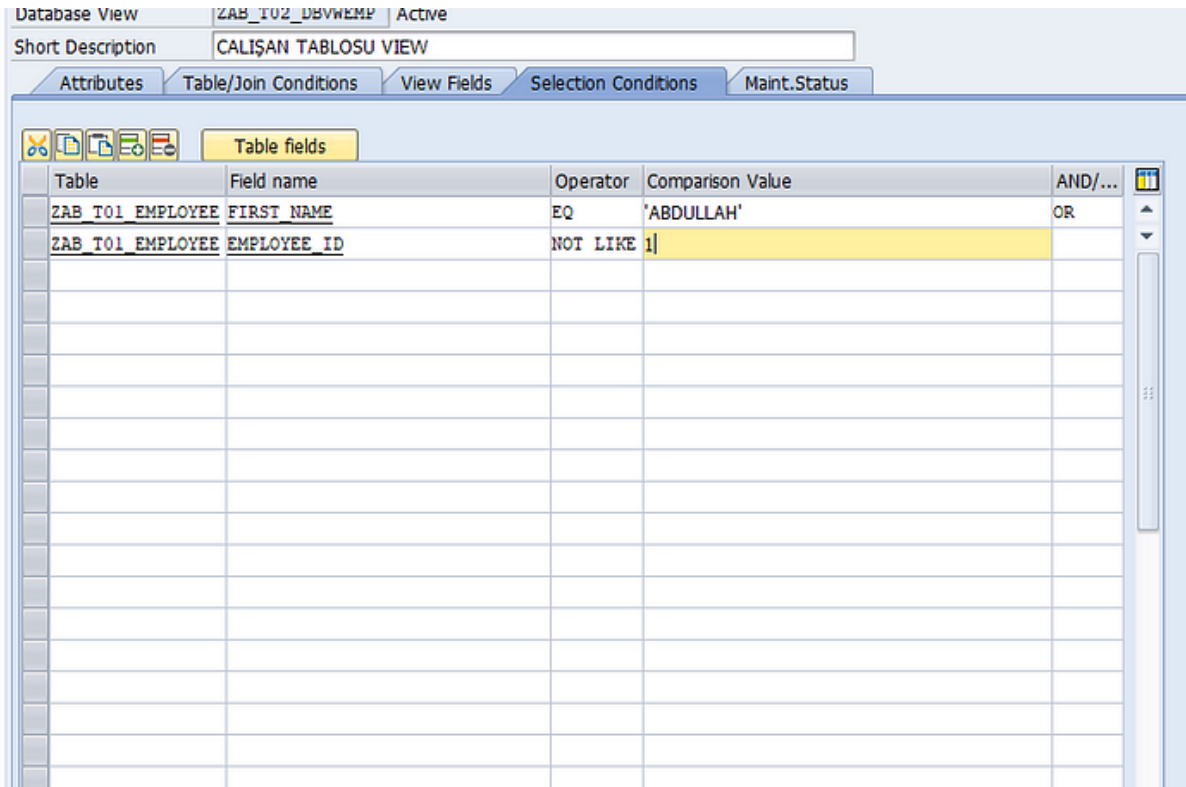 Database View ZAB_T02_DBVWEMP Active
Short Description CALIŞAN TABLOSU VIEW
Attributes Table/Join Conditions View Fields Selection Conditions Maint.Status
Table fields
Table Field name Operator Comparison Value AND/...
ZAB_T01_EMPLOYEE FIRST_NAME EQ 'ABDULLAH' OR
ZAB_T01_EMPLOYEE EMPLOYEE_ID NOT LIKE 1